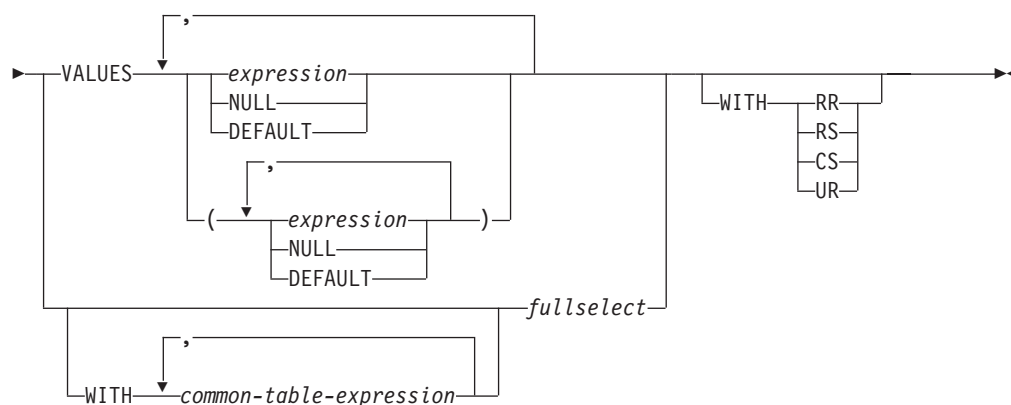 ,
VALUES expression WITH RR
NULL RS
DEFAULT CS
, UR
( expression )
NULL
DEFAULT
fullselect
,
WITH common-table-expression